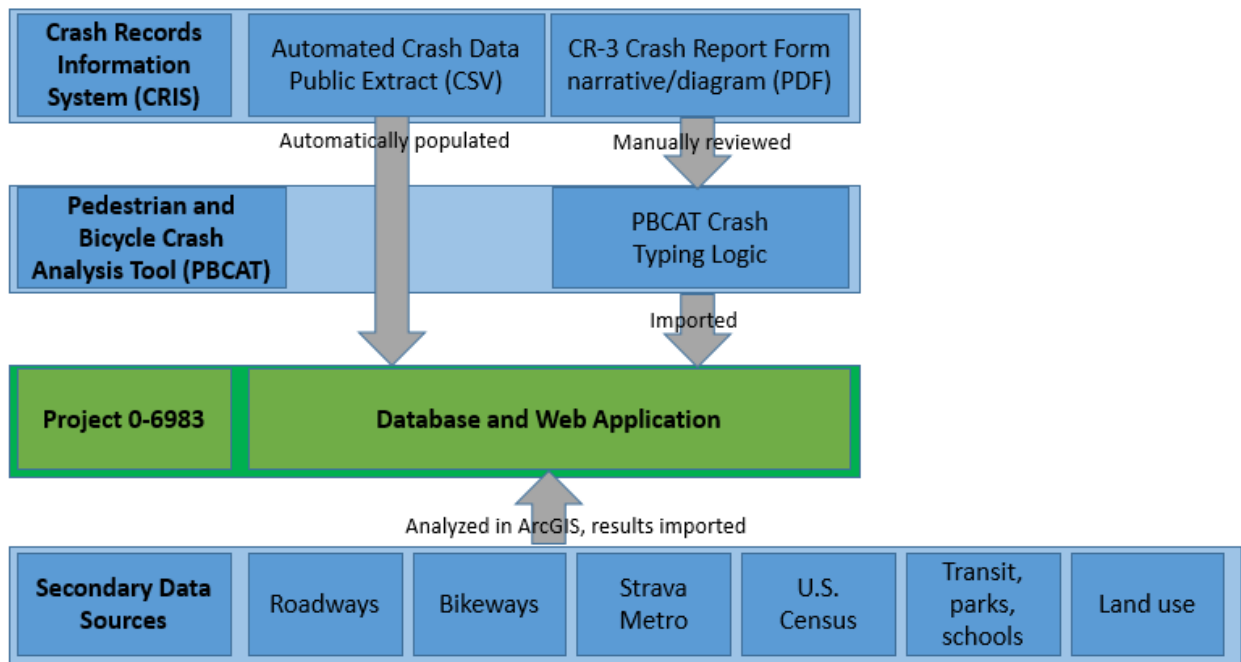 Crash Records
Information
System (CRIS)
Automated Crash Data
Public Extract (CSV)
CR-3 Crash Report Form
narrative/diagram (PDF)
Automatically populated
Manually reviewed
Pedestrian and
Bicycle Crash
Analysis Tool (PBCAT)
PBCAT Crash
Typing Logic
Imported
Project 0-6983
Database and Web Application
Analyzed in ArcGIS, results imported
Secondary Data
Sources
Roadways
Bikeways
Strava
Metro
U.S.
Census
Transit,
parks,
schools
Land use